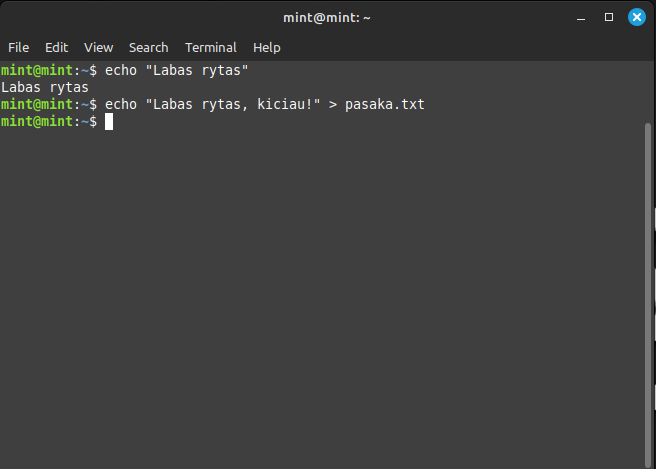 mint@mint: ~
File Edit View Search Terminal Help
mint@mint:~$ echo "Labas rytas"
Labas rytas
mint@mint:~$ echo "Labas rytas, kiciau!" > pasaka.txt
mint@mint:~$